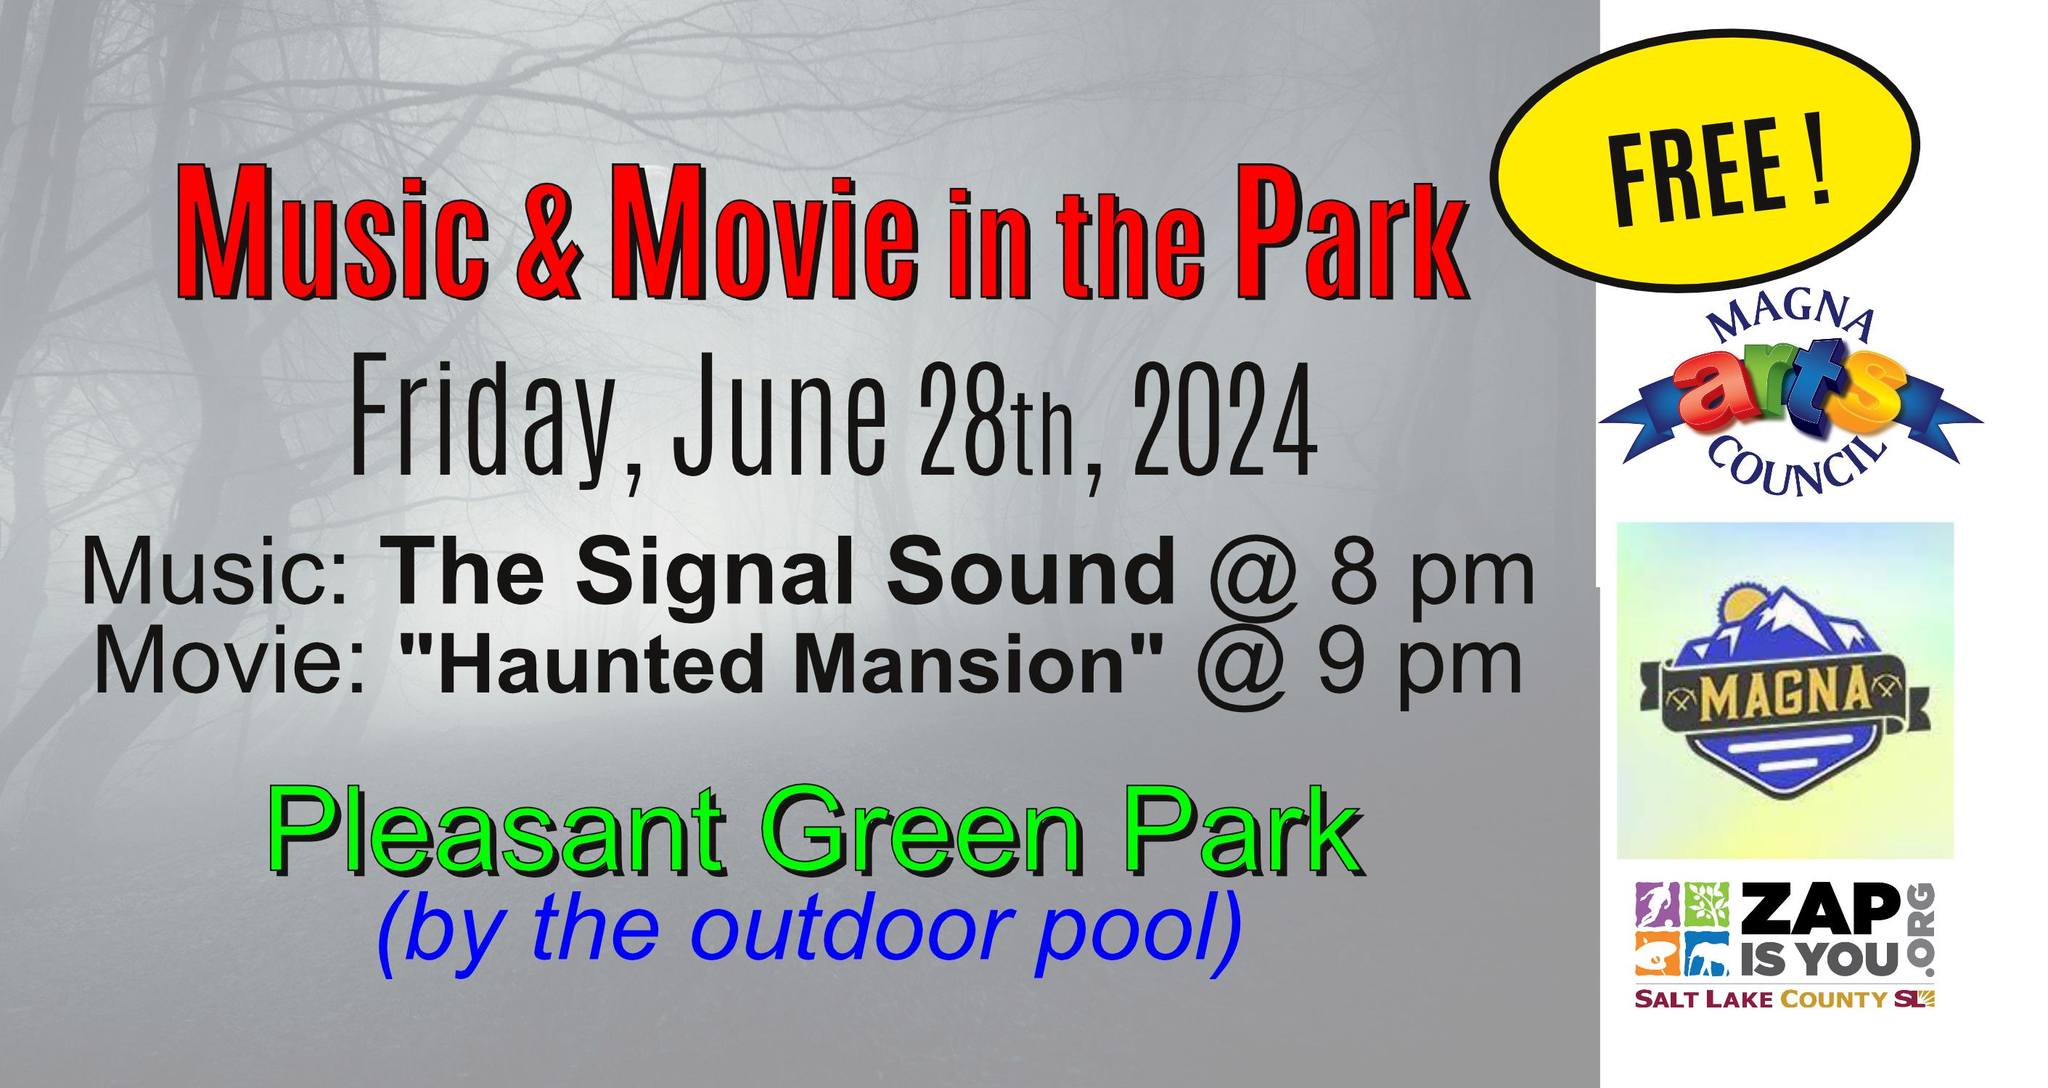 Music & Movie in the Park
Friday, June 28th, 2024
Music: The Signal Sound @ 8 pm
Movie: "Haunted Mansion" @ 9 pm
Pleasant Green Park
(by the outdoor pool)
FREE !
MAGNA
arts
COUNCIL
MAGNA
ZAP
IS YOU
.ORG
SALT LAKE COUNTY SL